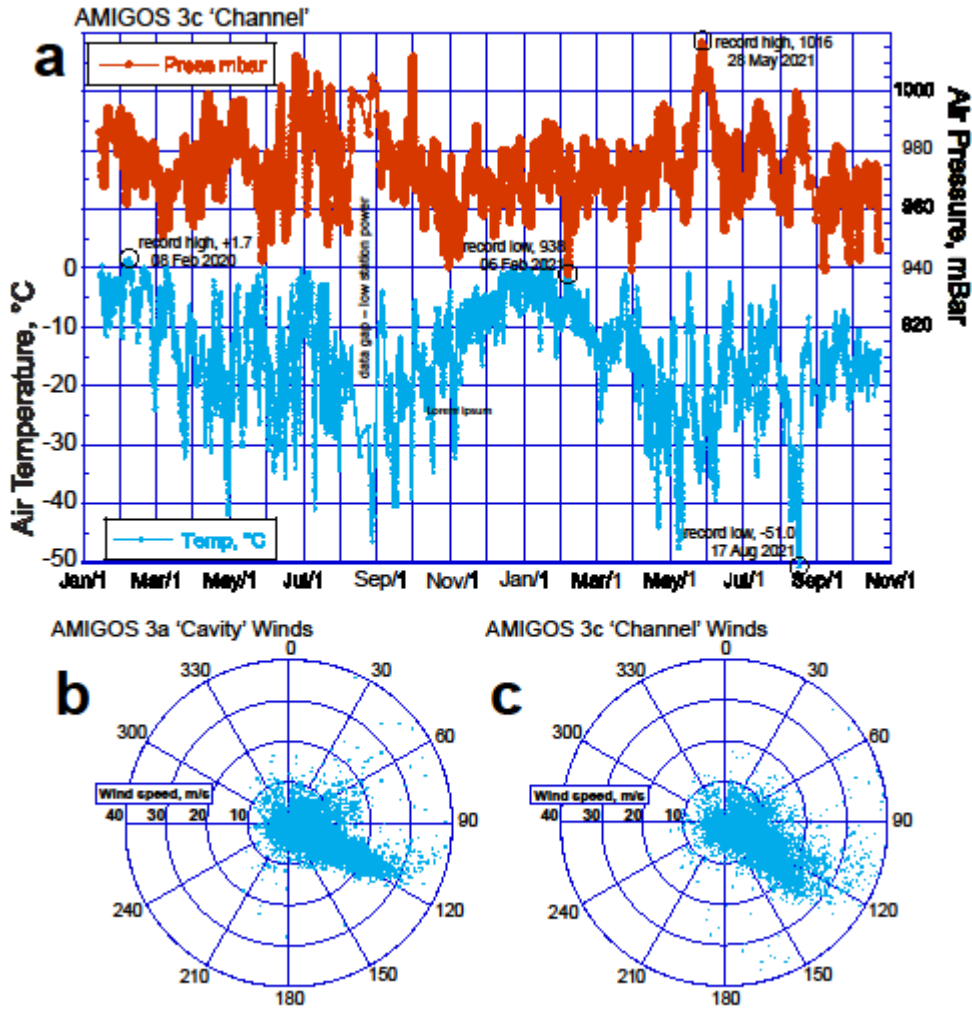 AMIGOS 3c 'Channel'
a
Press mbar
record high, 1016
28 May 2021
1000
980
960
940
820
Air Pressure, mBar
record high, +1.7
08 Feb 2020
data gap – low station power
record low, 938
06 Feb 2021
Lorem ipsum
0
-10
-20
-30
-40
-50
Air Temperature, °C
Temp, °C
record low, -51.0
17 Aug 2021
Jan/1 Mar/1 May/1 Jul/1 Sep/1 Nov/1 Jan/1 Mar/1 May/1 Jul/1 Sep/1 Nov/1
AMIGOS 3a 'Cavity' Winds
b
0
30
60
90
120
150
180
210
240
300
330
Wind speed, m/s
40 30 20 10
AMIGOS 3c 'Channel' Winds
c
0
30
60
90
120
150
180
210
240
300
330
Wind speed, m/s
40 30 20 10